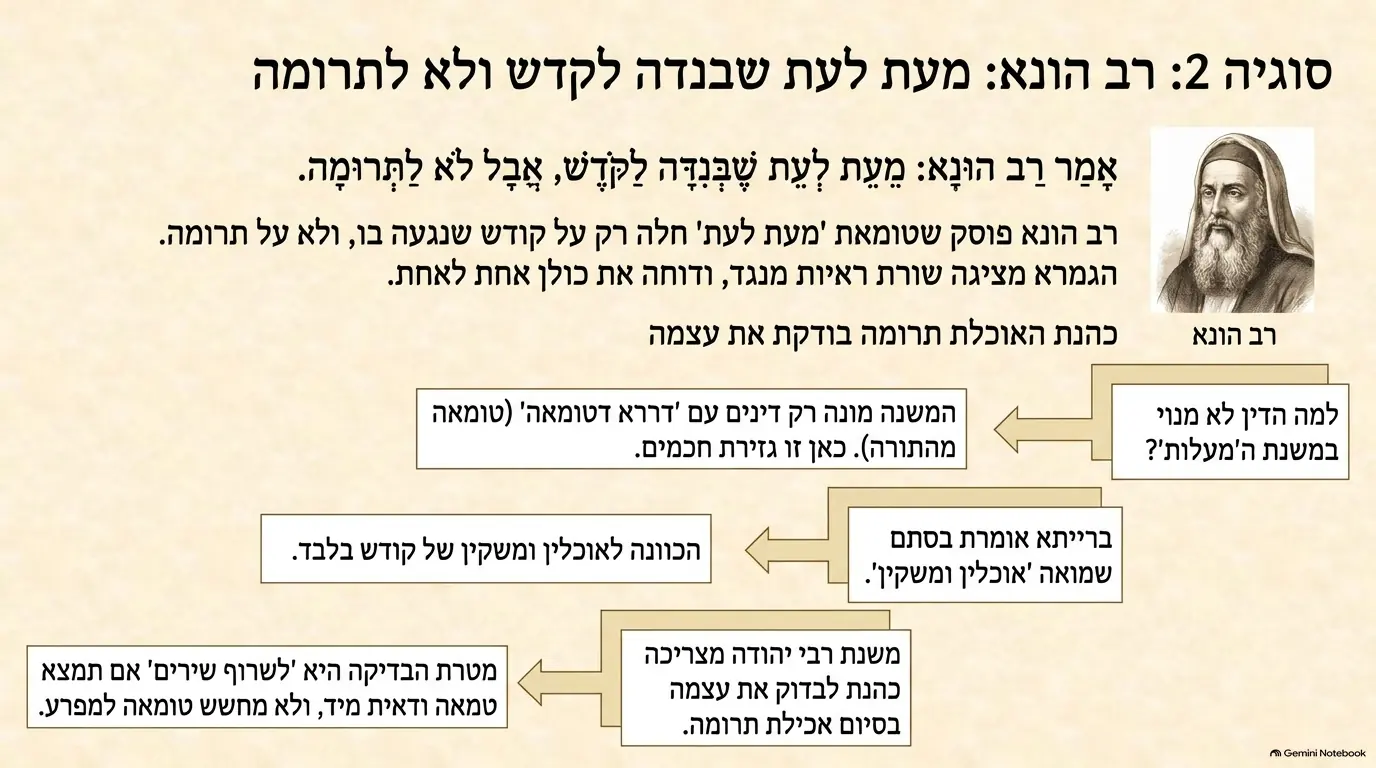 סוגיה 2: רב הונא: מעת לעת שבנדה לקדש ולא לתרומה
אָמַר רַב הוּנָא: מֵעֵת לְעֵת שֶׁבְּנִדָּה לַקֹּדֶשׁ, אֲבָל לֹא לַתְּרוּמָה.
רב הונא פוסק שטומאת 'מעת לעת' חלה רק על קודש שנגעה בו, ולא על תרומה.
הגמרא מציגה שורת ראיות מנגד, ודוחה את כולן אחת לאחת.
כהנת האוכלת תרומה בודקת את עצמה
רב הונא
למה הדין לא מנוי
במשנת ה'מעלות'?
המשנה מונה רק דינים עם 'דררא דטומאה' (טומאה
מהתורה). כאן זו גזירת חכמים.
ברייתא אומרת בסתם
שמואה 'אוכלין ומשקין'.
הכוונה לאוכלין ומשקין של קודש בלבד.
משנת רבי יהודה מצריכה
כהנת לבדוק את עצמה
בסיום אכילת תרומה.
מטרת הבדיקה היא 'לשרוף שירים' אם תמצא
טמאה ודאית מיד, ולא מחשש טומאה למפרע.
Gemini Notebook